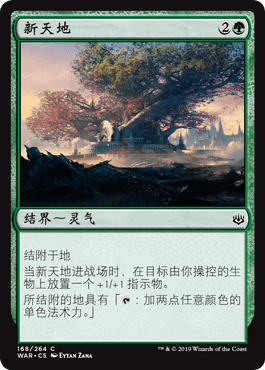 新天地 2
结界～灵气
结附于地
当新天地进战场时，在目标由你操控的生
物上放置一个 +1/+1 指示物。
所结附的地具有「：加两点任意颜色的
单色法术力。」
168/264 C
WAR • CS EYTAN ZANA
™ & © 2019 Wizards of the Coast